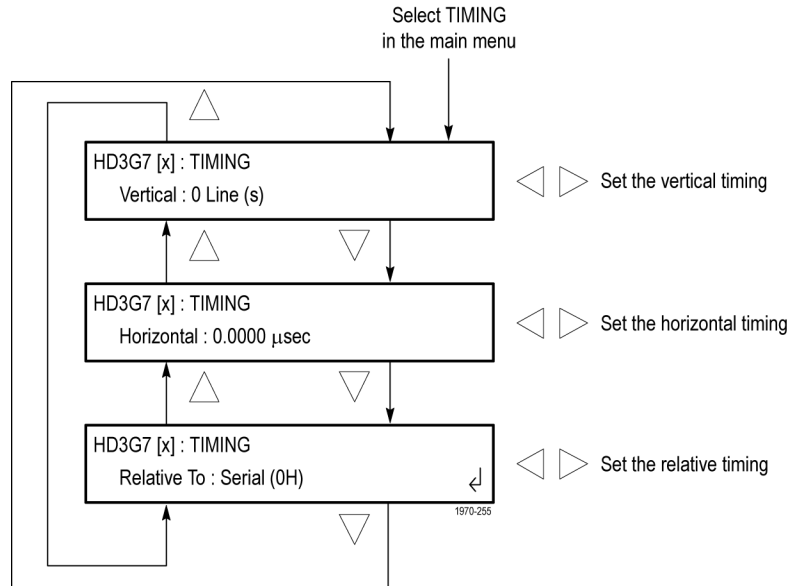 Select TIMING
in the main menu
HD3G7 [x] : TIMING
Vertical : 0 Line (s)
Set the vertical timing
HD3G7 [x] : TIMING
Horizontal : 0.0000 μsec
Set the horizontal timing
HD3G7 [x] : TIMING
Relative To : Serial (0H)
Set the relative timing
1970-255